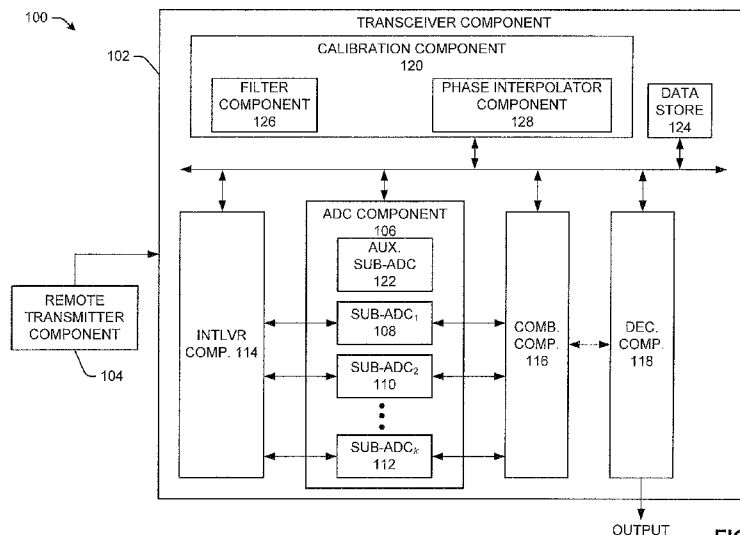 100
TRANSCEIVER COMPONENT
102
CALIBRATION COMPONENT
120
FILTER
COMPONENT
126
PHASE INTERPOLATOR
COMPONENT
128
DATA
STORE
124
ADC COMPONENT
106
AUX.
SUB-ADC
122
SUB-ADC1
108
SUB-ADC2
110
SUB-ADCk
112
INTLVR
COMP. 114
COMB.
COMP.
116
DEC.
COMP.
118
REMOTE
TRANSMITTER
COMPONENT
104
OUTPUT